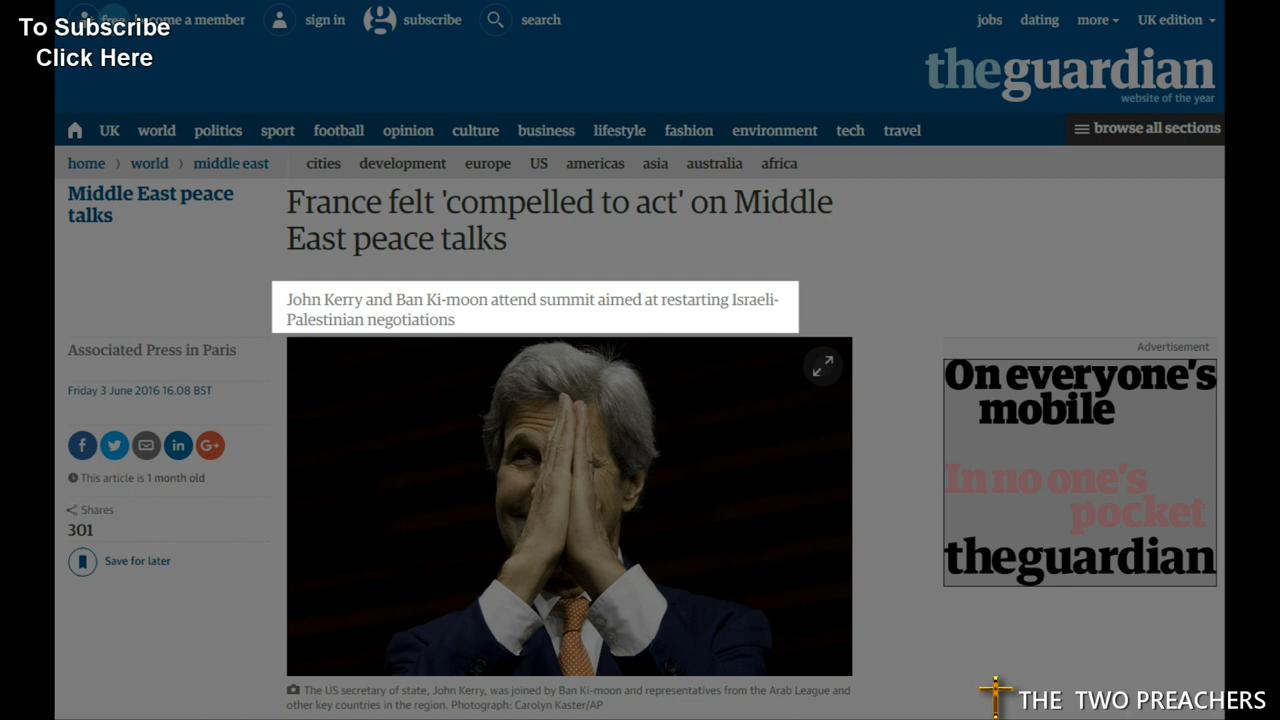 To Subscribe
Click Here
free
become a member
sign in
subscribe
search
jobs
dating
more
UK edition
theguardian
website of the year
UK
world
politics
sport
football
opinion
culture
business
lifestyle
fashion
environment
tech
travel
browse all sections
home
world
middle east
cities
development
europe
US
americas
asia
australia
africa
Middle East peace
talks
France felt 'compelled to act' on Middle
East peace talks
John Kerry and Ban Ki-moon attend summit aimed at restarting Israeli-
Palestinian negotiations
Associated Press in Paris
Friday 3 June 2016 16.08 BST
This article is 1 month old
Shares
301
Save for later
Advertisement
On everyone's
mobile
In no one's
pocket
theguardian
The US secretary of state, John Kerry, was joined by Ban Ki-moon and representatives from the Arab League and
other key countries in the region. Photograph: Carolyn Kaster/AP
THE TWO PREACHERS